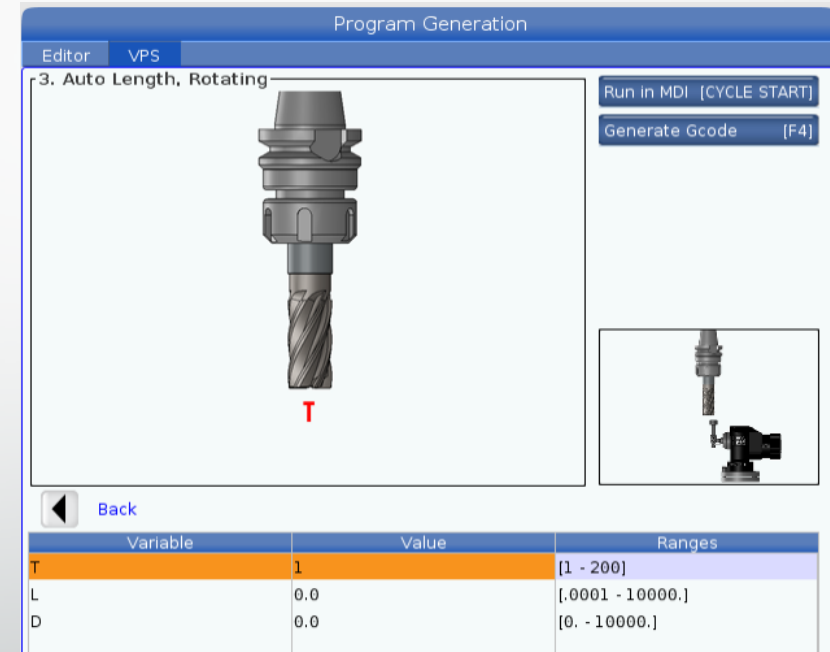 Program Generation
Editor VPS
3. Auto Length, Rotating
Run in MDI [CYCLE START]
Generate Gcode [F4]
T
Back
Variable Value Ranges
T 1 [1 - 200]
L 0.0 [.0001 - 10000.]
D 0.0 [0. - 10000.]